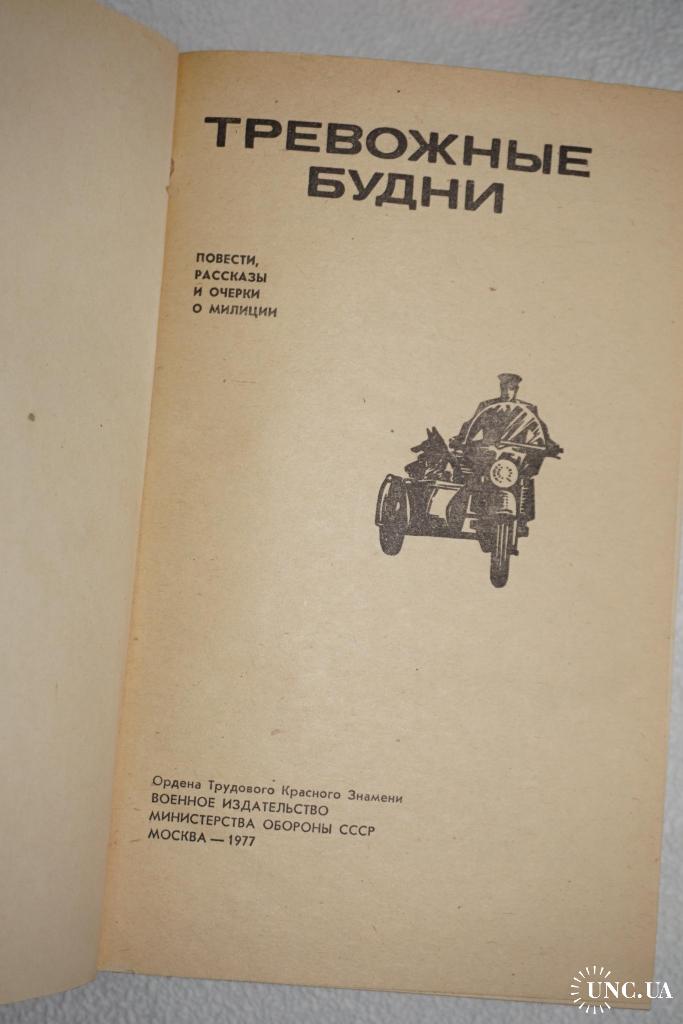 ТРЕВОЖНЫЕ
БУДНИ
ПОВЕСТИ,
РАССКАЗЫ
И ОЧЕРКИ
О МИЛИЦИИ
Ордена Трудового Красного Знамени
ВОЕННОЕ ИЗДАТЕЛЬСТВО
МИНИСТЕРСТВА ОБОРОНЫ СССР
МОСКВА — 1977
UNC.UA